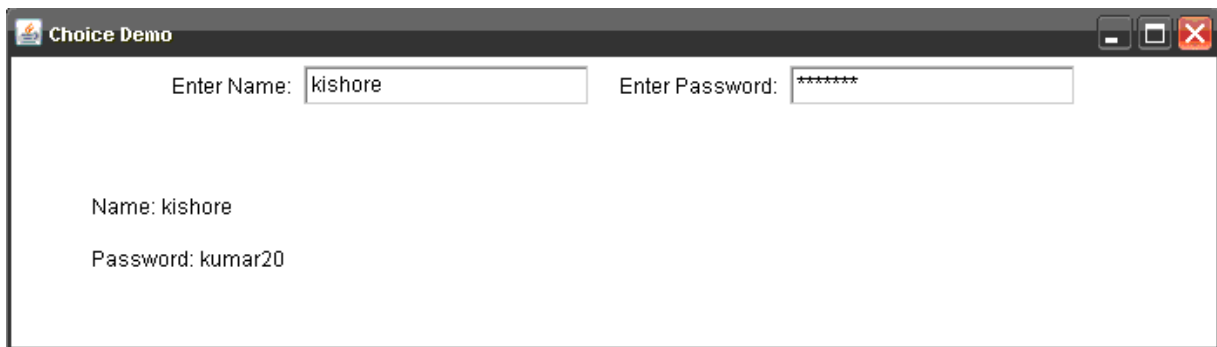 Choice Demo
Enter Name: kishore Enter Password: *******
Name: kishore
Password: kumar20